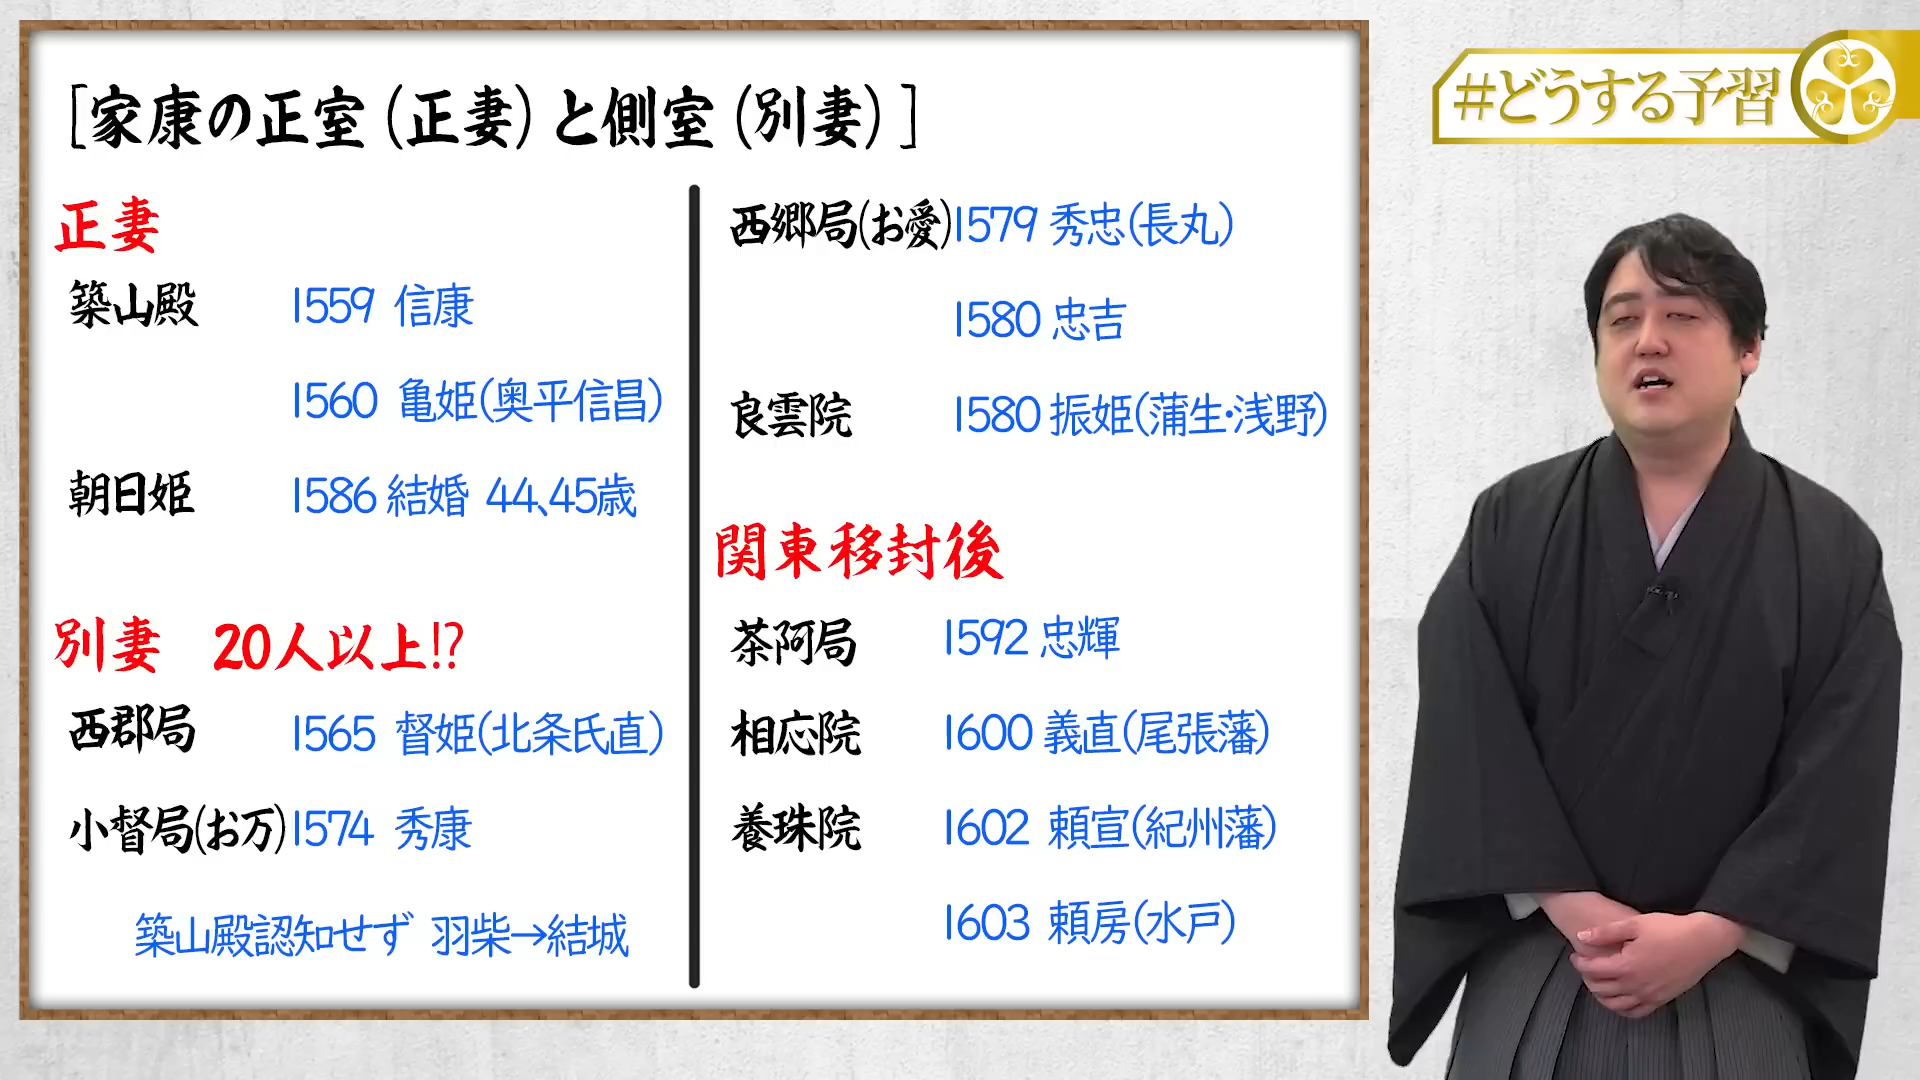 [家康の正室(正妻)と側室(別妻)]
正妻
築山殿 1559 信康
1560 亀姫(奥平信昌)
朝日姫 1586 結婚 44、45歳
別妻 20人以上!?
西郡局 1565 督姫(北条氏直)
小督局(お万) 1574 秀康
築山殿認知せず 羽柴→結城
西郷局(お愛) 1579 秀忠(長丸)
1580 忠吉
良雲院 1580 振姫(蒲生・浅野)
関東移封後
茶阿局 1592 忠輝
相応院 1600 義直(尾張藩)
養珠院 1602 頼宣(紀州藩)
1603 頼房(水戸)
#どうする予習